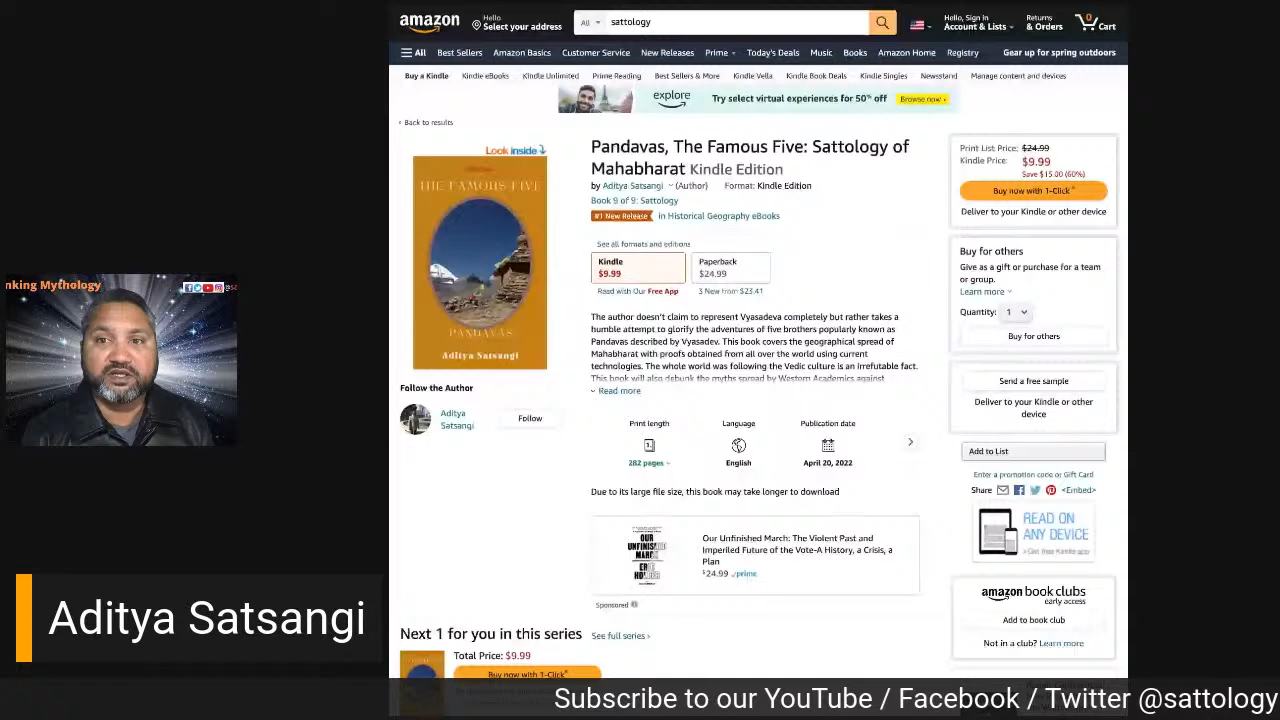 amazon
Hello
Select your address
All
sattology
Hello, Sign in
Account & Lists
Returns
& Orders
0
Cart
All
Best Sellers
Amazon Basics
Customer Service
New Releases
Prime
Today's Deals
Music
Books
Amazon Home
Registry
Gear up for spring outdoors
Buy a Kindle
Kindle eBooks
Kindle Unlimited
Prime Reading
Best Sellers & More
Kindle Vella
Kindle Book Deals
Kindle Singles
Newsstand
Manage content and devices
explore
Try select virtual experiences for 50% off
Browse now ›
‹ Back to results
Look inside
THE FAMOUS FIVE
PANDAVAS
Aditya Satsangi
Follow the Author
Aditya
Satsangi
Follow
Pandavas, The Famous Five: Sattology of
Mahabharat Kindle Edition
by Aditya Satsangi (Author) Format: Kindle Edition
Book 9 of 9: Sattology
#1 New Release in Historical Geography eBooks
See all formats and editions
Kindle
$9.99
Paperback
$24.99
Read with Our Free App
3 New from $23.41
The author doesn't claim to represent Vyasadeva completely but rather takes a
humble attempt to glorify the adventures of five brothers popularly known as
Pandavas described by Vyasadev. This book covers the geographical spread of
Mahabharat with proofs obtained from all over the world using current
technologies. The whole world was following the Vedic culture is an irrefutable fact.
This book will also debunk the myths spread by Western Academics against
Read more
Print length
282 pages
Language
English
Publication date
April 20, 2022
Due to its large file size, this book may take longer to download
OUR
UNFINISHED
MARCH
ERIC
HOLDER
Our Unfinished March: The Violent Past and
Imperiled Future of the Vote-A History, a Crisis, a
Plan
$24.99 prime
Sponsored
Next 1 for you in this series See full series ›
Total Price: $9.99
Buy now with 1-Click
Print List Price: $24.99
Kindle Price: $9.99
Save $15.00 (60%)
Buy now with 1-Click
Deliver to your Kindle or other device
Buy for others
Give as a gift or purchase for a team
or group.
Learn more
Quantity: 1
Buy for others
Send a free sample
Deliver to your Kindle or other
device
Add to List
Enter a promotion code or Gift Card
Share <Embed>
READ ON
ANY DEVICE
amazon book clubs
early access
Add to book club
Not in a club? Learn more
nking Mythology
Aditya Satsangi
Subscribe to our YouTube / Facebook / Twitter @sattology